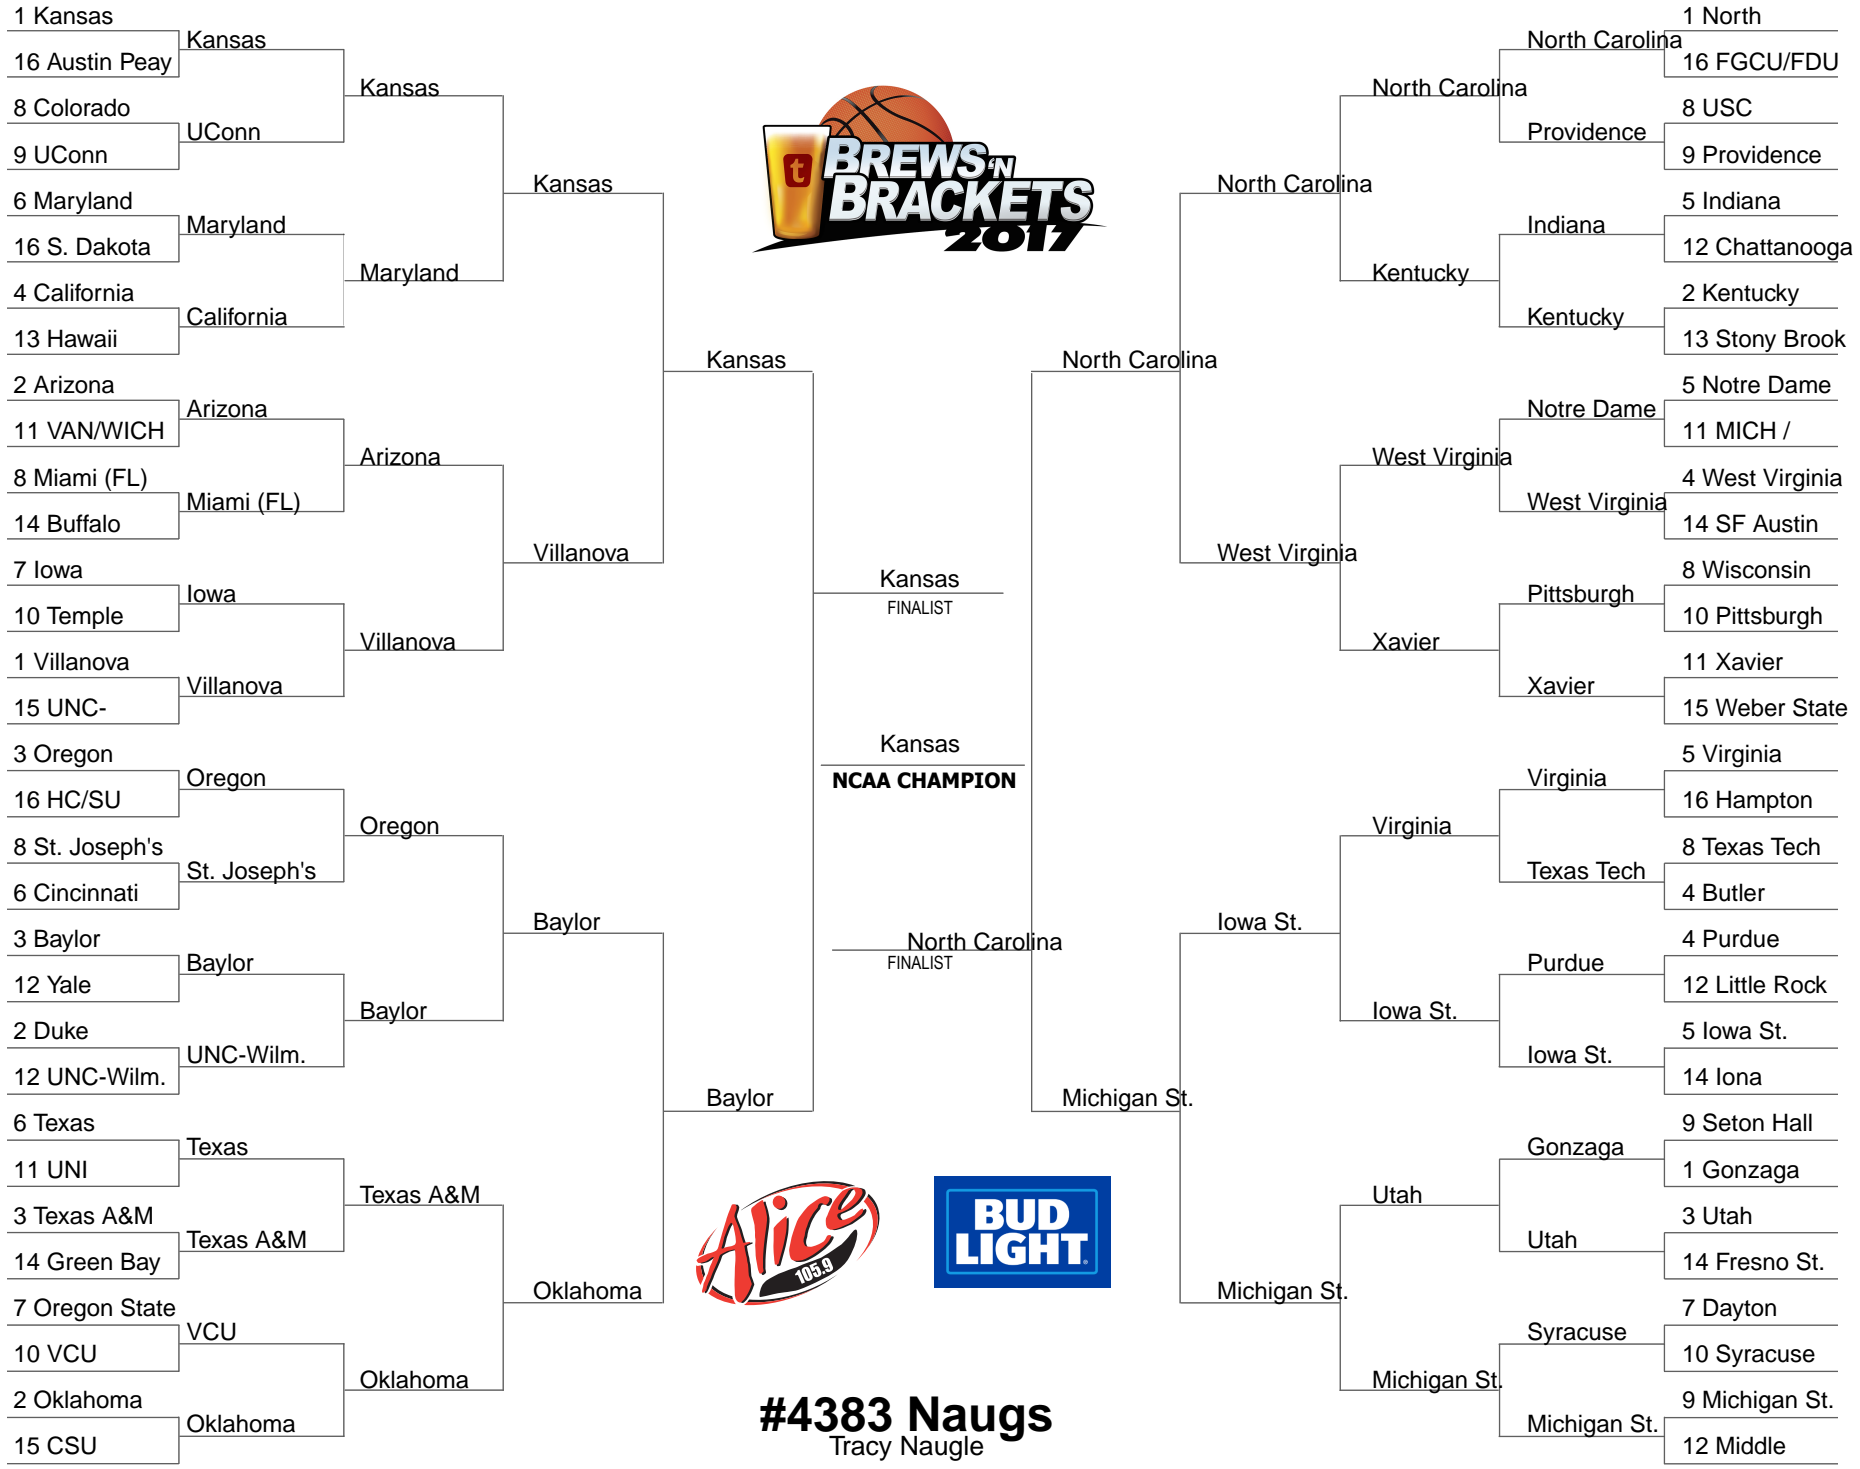 1 Kansas
16 Austin Peay
8 Colorado
9 UConn
6 Maryland
16 S. Dakota
4 California
13 Hawaii
2 Arizona
11 VAN/WICH
8 Miami (FL)
14 Buffalo
7 Iowa
10 Temple
1 Villanova
15 UNC-
3 Oregon
16 HC/SU
8 St. Joseph's
6 Cincinnati
3 Baylor
12 Yale
2 Duke
12 UNC-Wilm.
6 Texas
11 UNI
3 Texas A&M
14 Green Bay
7 Oregon State
10 VCU
2 Oklahoma
15 CSU
Kansas
UConn
Maryland
California
Arizona
Miami (FL)
Iowa
Villanova
Oregon
St. Joseph's
Baylor
UNC-Wilm.
Texas
Texas A&M
VCU
Oklahoma
Kansas
Maryland
Arizona
Villanova
Oregon
Baylor
Texas A&M
Oklahoma
Kansas
Villanova
Baylor
Oklahoma
Kansas
Baylor
t
BREWS 'N
BRACKETS
2017
Kansas
FINALIST
Kansas
NCAA CHAMPION
North Carolina
FINALIST
Alice
105.9
BUD
LIGHT
#4383 Naugs
Tracy Naugle
North Carolina
Michigan St.
North Carolina
West Virginia
Iowa St.
Michigan St.
North Carolina
Kentucky
West Virginia
Xavier
Virginia
Iowa St.
Utah
Michigan St.
North Carolina
Providence
Indiana
Kentucky
Notre Dame
West Virginia
Pittsburgh
Xavier
Virginia
Texas Tech
Purdue
Iowa St.
Gonzaga
Utah
Syracuse
Michigan St.
1 North
16 FGCU/FDU
8 USC
9 Providence
5 Indiana
12 Chattanooga
2 Kentucky
13 Stony Brook
5 Notre Dame
11 MICH /
4 West Virginia
14 SF Austin
8 Wisconsin
10 Pittsburgh
11 Xavier
15 Weber State
5 Virginia
16 Hampton
8 Texas Tech
4 Butler
4 Purdue
12 Little Rock
5 Iowa St.
14 Iona
9 Seton Hall
1 Gonzaga
3 Utah
14 Fresno St.
7 Dayton
10 Syracuse
9 Michigan St.
12 Middle